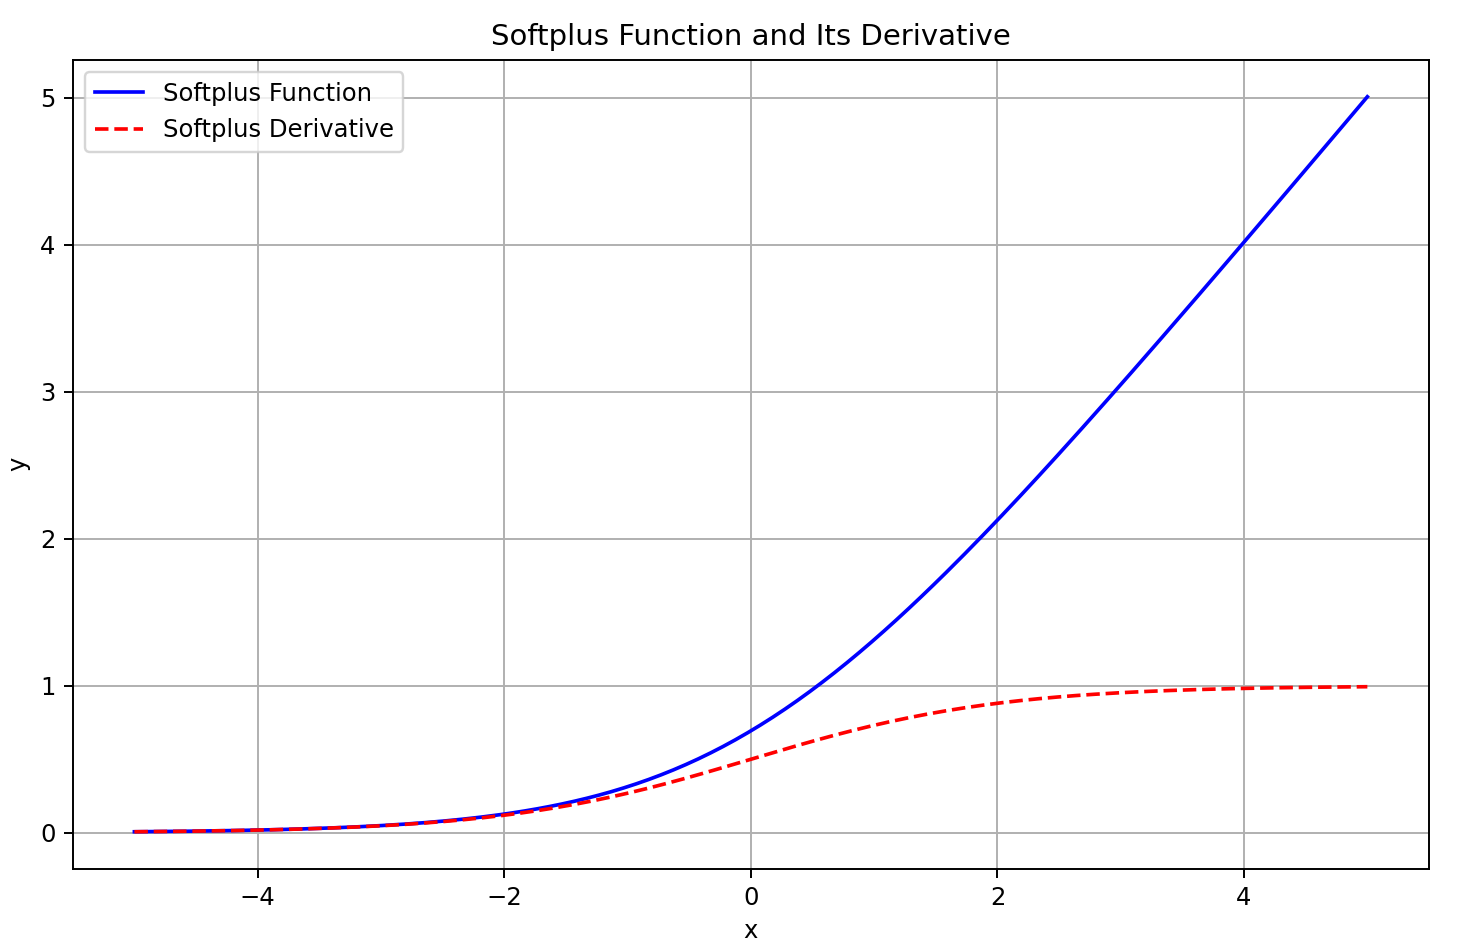 Softplus Function and Its Derivative
Softplus Function
Softplus Derivative
5
4
3
2
1
0
y
−4 −2 0 2 4
x